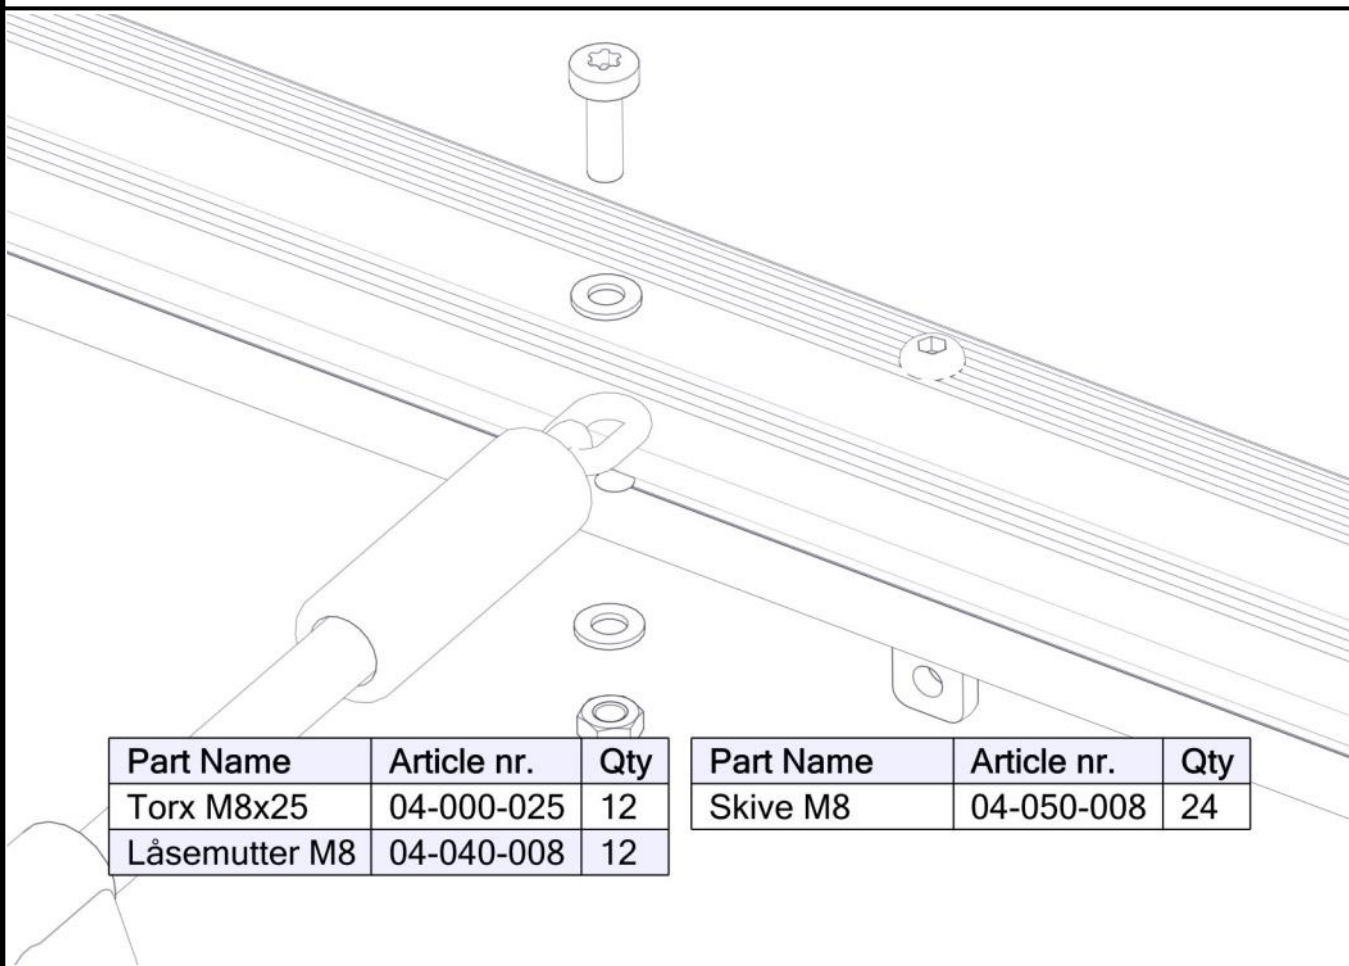 Part Name Article nr. Qty
Torx M8x25 04-000-025 12
Låsemutter M8 04-040-008 12
Part Name Article nr. Qty
Skive M8 04-050-008 24